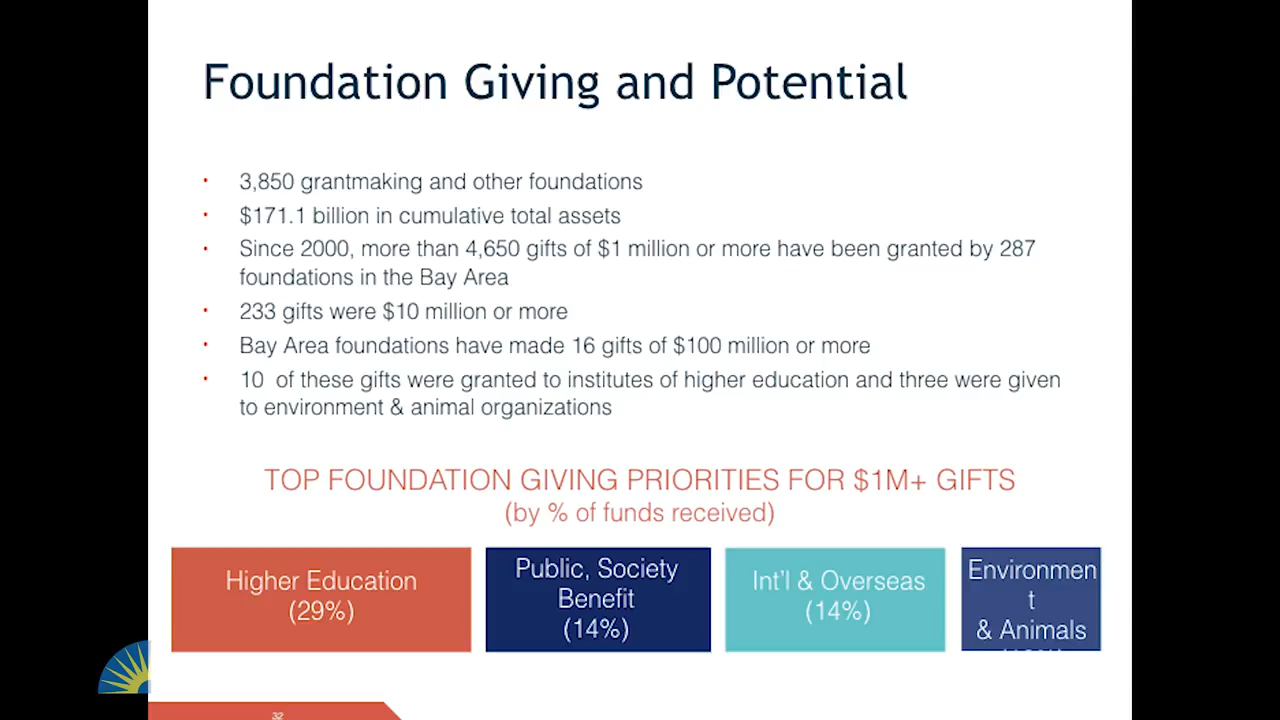 Foundation Giving and Potential
• 3,850 grantmaking and other foundations
• $171.1 billion in cumulative total assets
• Since 2000, more than 4,650 gifts of $1 million or more have been granted by 287
foundations in the Bay Area
• 233 gifts were $10 million or more
• Bay Area foundations have made 16 gifts of $100 million or more
• 10 of these gifts were granted to institutes of higher education and three were given
to environment & animal organizations
TOP FOUNDATION GIVING PRIORITIES FOR $1M+ GIFTS
(by % of funds received)
Higher Education
(29%)
Public, Society
Benefit
(14%)
Int'l & Overseas
(14%)
Environmen
t
& Animals
32